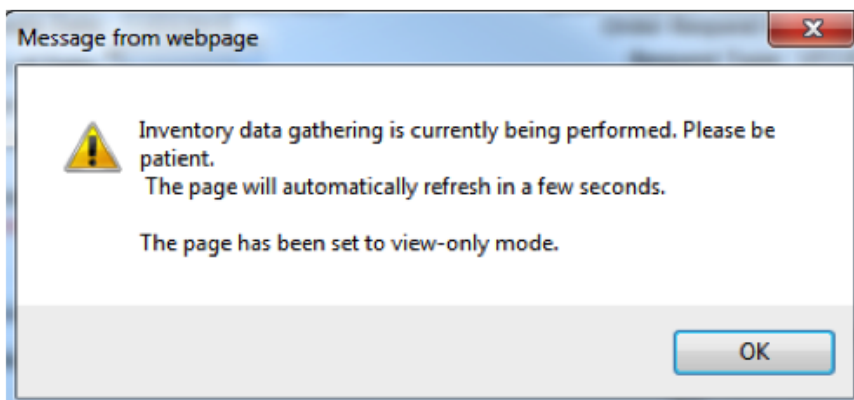 Message from webpage
Inventory data gathering is currently being performed. Please be
patient.
The page will automatically refresh in a few seconds.
The page has been set to view-only mode.
OK